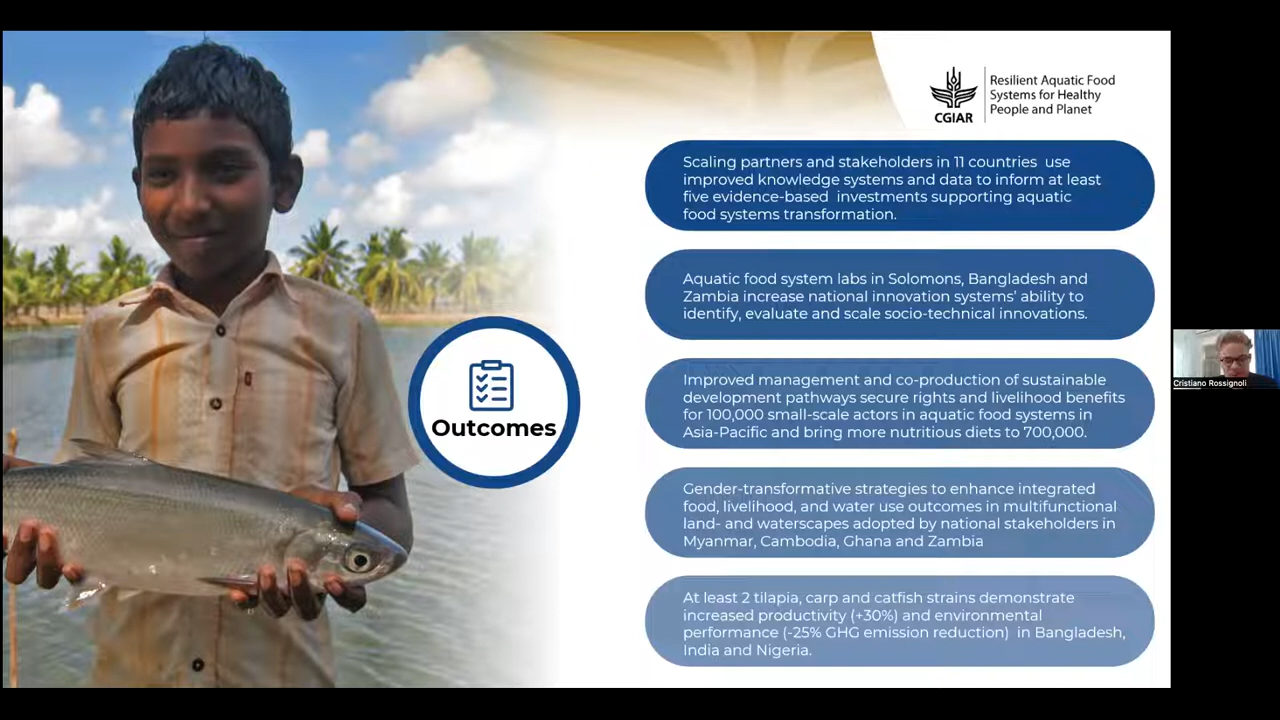 CGIAR
Resilient Aquatic Food
Systems for Healthy
People and Planet
Scaling partners and stakeholders in 11 countries use
improved knowledge systems and data to inform at least
five evidence-based investments supporting aquatic
food systems transformation.
Aquatic food system labs in Solomons, Bangladesh and
Zambia increase national innovation systems' ability to
identify, evaluate and scale socio-technical innovations.
Outcomes
Improved management and co-production of sustainable
development pathways secure rights and livelihood benefits
for 100,000 small-scale actors in aquatic food systems in
Asia-Pacific and bring more nutritious diets to 700,000.
Gender-transformative strategies to enhance integrated
food, livelihood, and water use outcomes in multifunctional
land- and waterscapes adopted by national stakeholders in
Myanmar, Cambodia, Ghana and Zambia
At least 2 tilapia, carp and catfish strains demonstrate
increased productivity (+30%) and environmental
performance (-25% GHG emission reduction) in Bangladesh,
India and Nigeria.
Cristiano Rossignoli